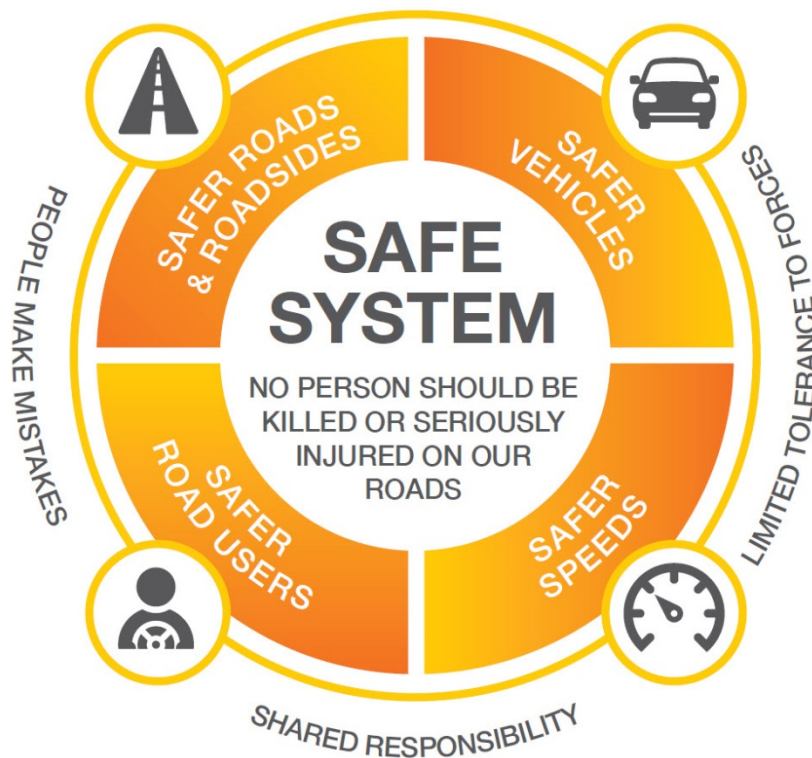 SAFER ROADS
& ROADSIDES
SAFER
VEHICLES
PEOPLE MAKE MISTAKES
LIMITED TOLERANCE TO FORCES
SAFE
SYSTEM
NO PERSON SHOULD BE
KILLED OR SERIOUSLY
INJURED ON OUR
ROADS
SAFER
ROAD USERS
SAFER
SPEEDS
SHARED RESPONSIBILITY